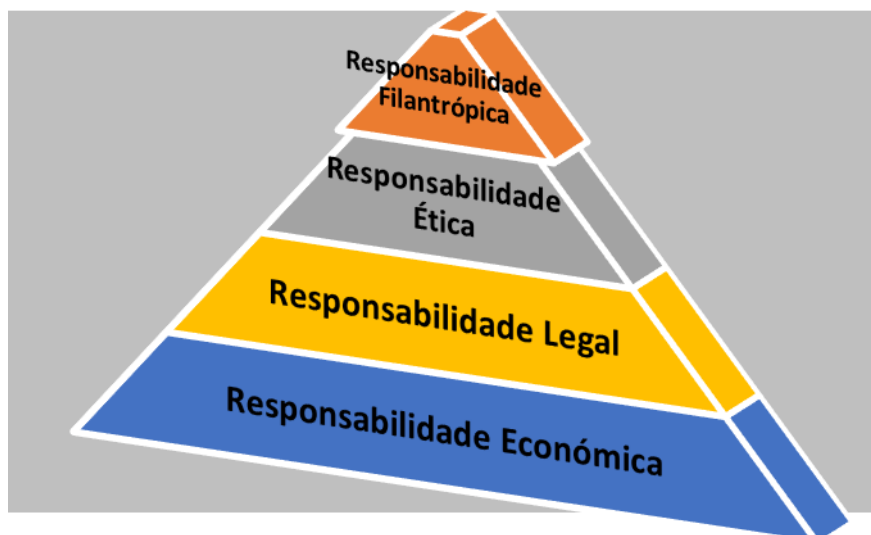 Responsabilidade
Filantrópica
Responsabilidade
Ética
Responsabilidade Legal
Responsabilidade Económica